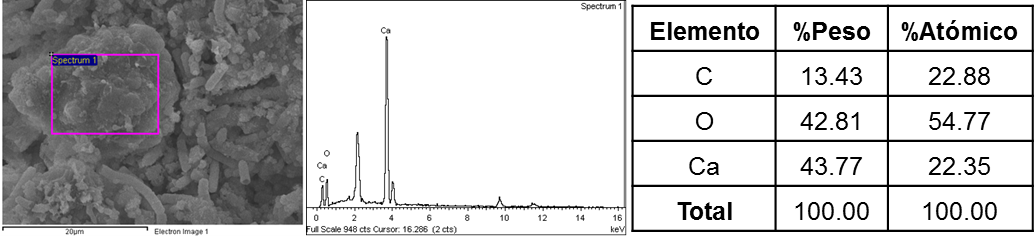 Spectrum 1
20µm
Electron Image 1
Spectrum 1
Ca
O
Ca
C
0 2 4 6 8 10 12 14 16
Full Scale 948 cts Cursor: 16.286 (2 cts)
keV
Elemento %Peso %Atómico
C 13.43 22.88
O 42.81 54.77
Ca 43.77 22.35
Total 100.00 100.00